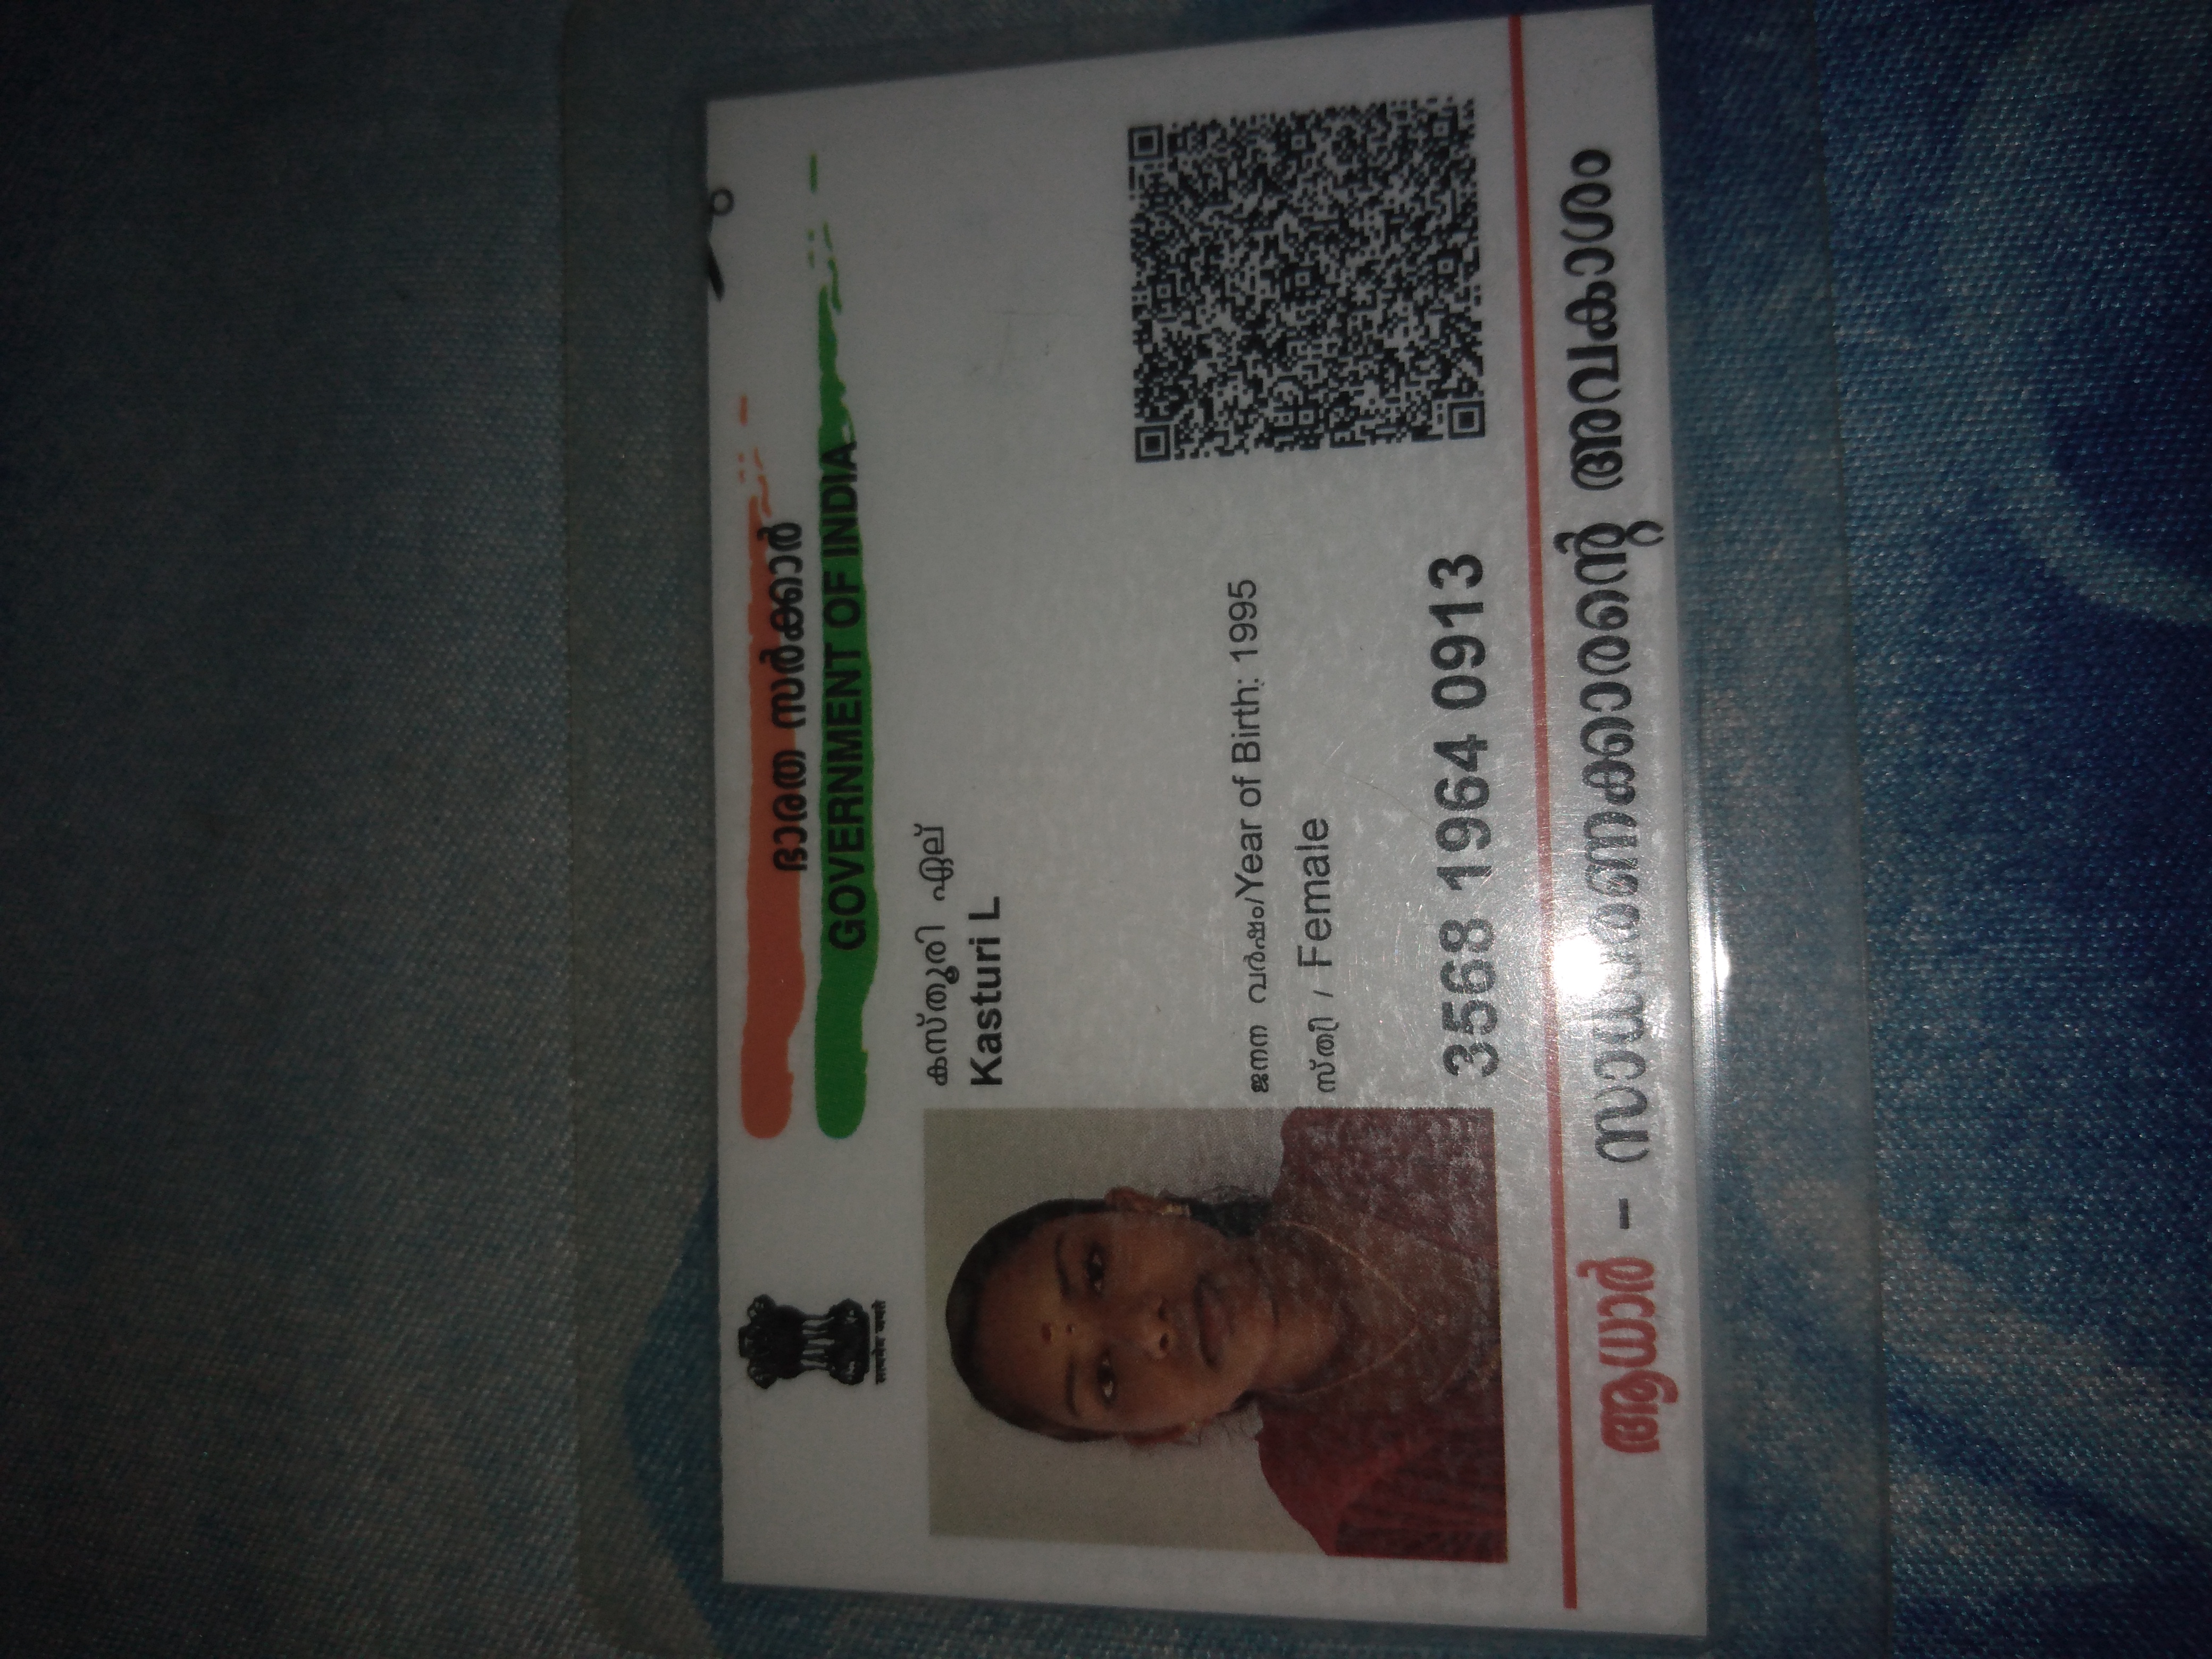 सत्यमेव जयते
ഭാരത സർക്കാർ
GOVERNMENT OF INDIA
കസ്തൂരി ഏല്
Kasturi L
ജനന വർഷം/Year of Birth: 1995
സ്ത്രീ / Female
3568 1964 0913
ആധാർ - സാധാരണക്കാരന്റെ അവകാശം